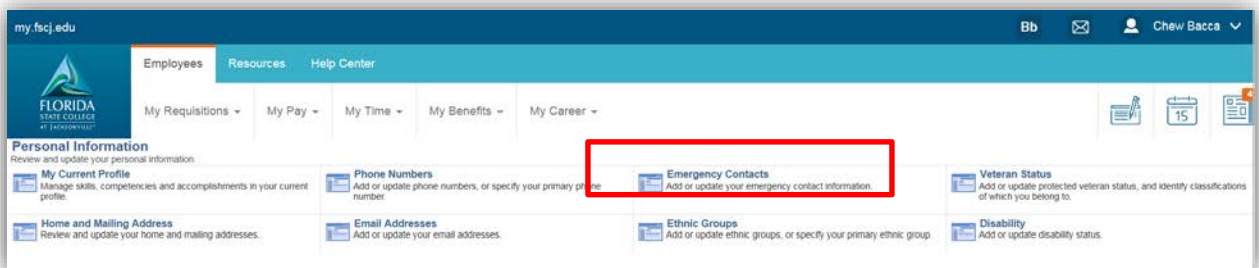 my.fscj.edu Bb Chew Bacca
Employees Resources Help Center
FLORIDA
STATE COLLEGE
AT JACKSONVILLE
My Requisitions My Pay My Time My Benefits My Career
15
4
Personal Information
Review and update your personal information.
My Current Profile
Manage skills, competencies and accomplishments in your current
profile.
Phone Numbers
Add or update phone numbers, or specify your primary phone
number.
Emergency Contacts
Add or update your emergency contact information.
Veteran Status
Add or update protected veteran status, and identify classifications
of which you belong to.
Home and Mailing Address
Review and update your home and mailing addresses.
Email Addresses
Add or update your email addresses.
Ethnic Groups
Add or update ethnic groups, or specify your primary ethnic group.
Disability
Add or update disability status.